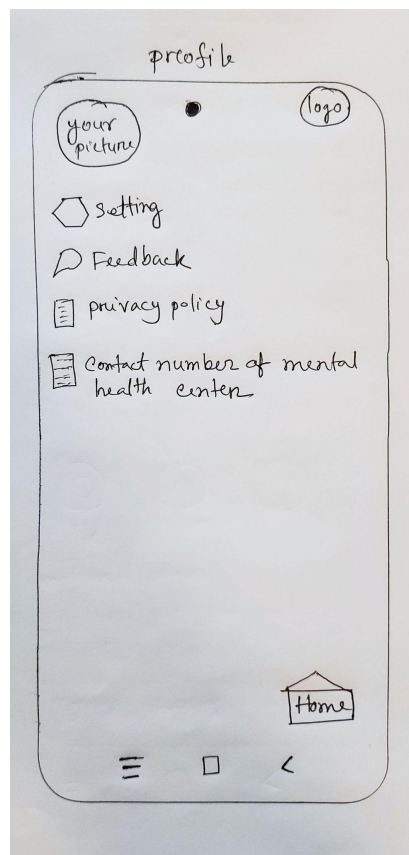 preofile
your
picture
logo
Setting
Feedback
privacy policy
Contact number of mental
health center
Home